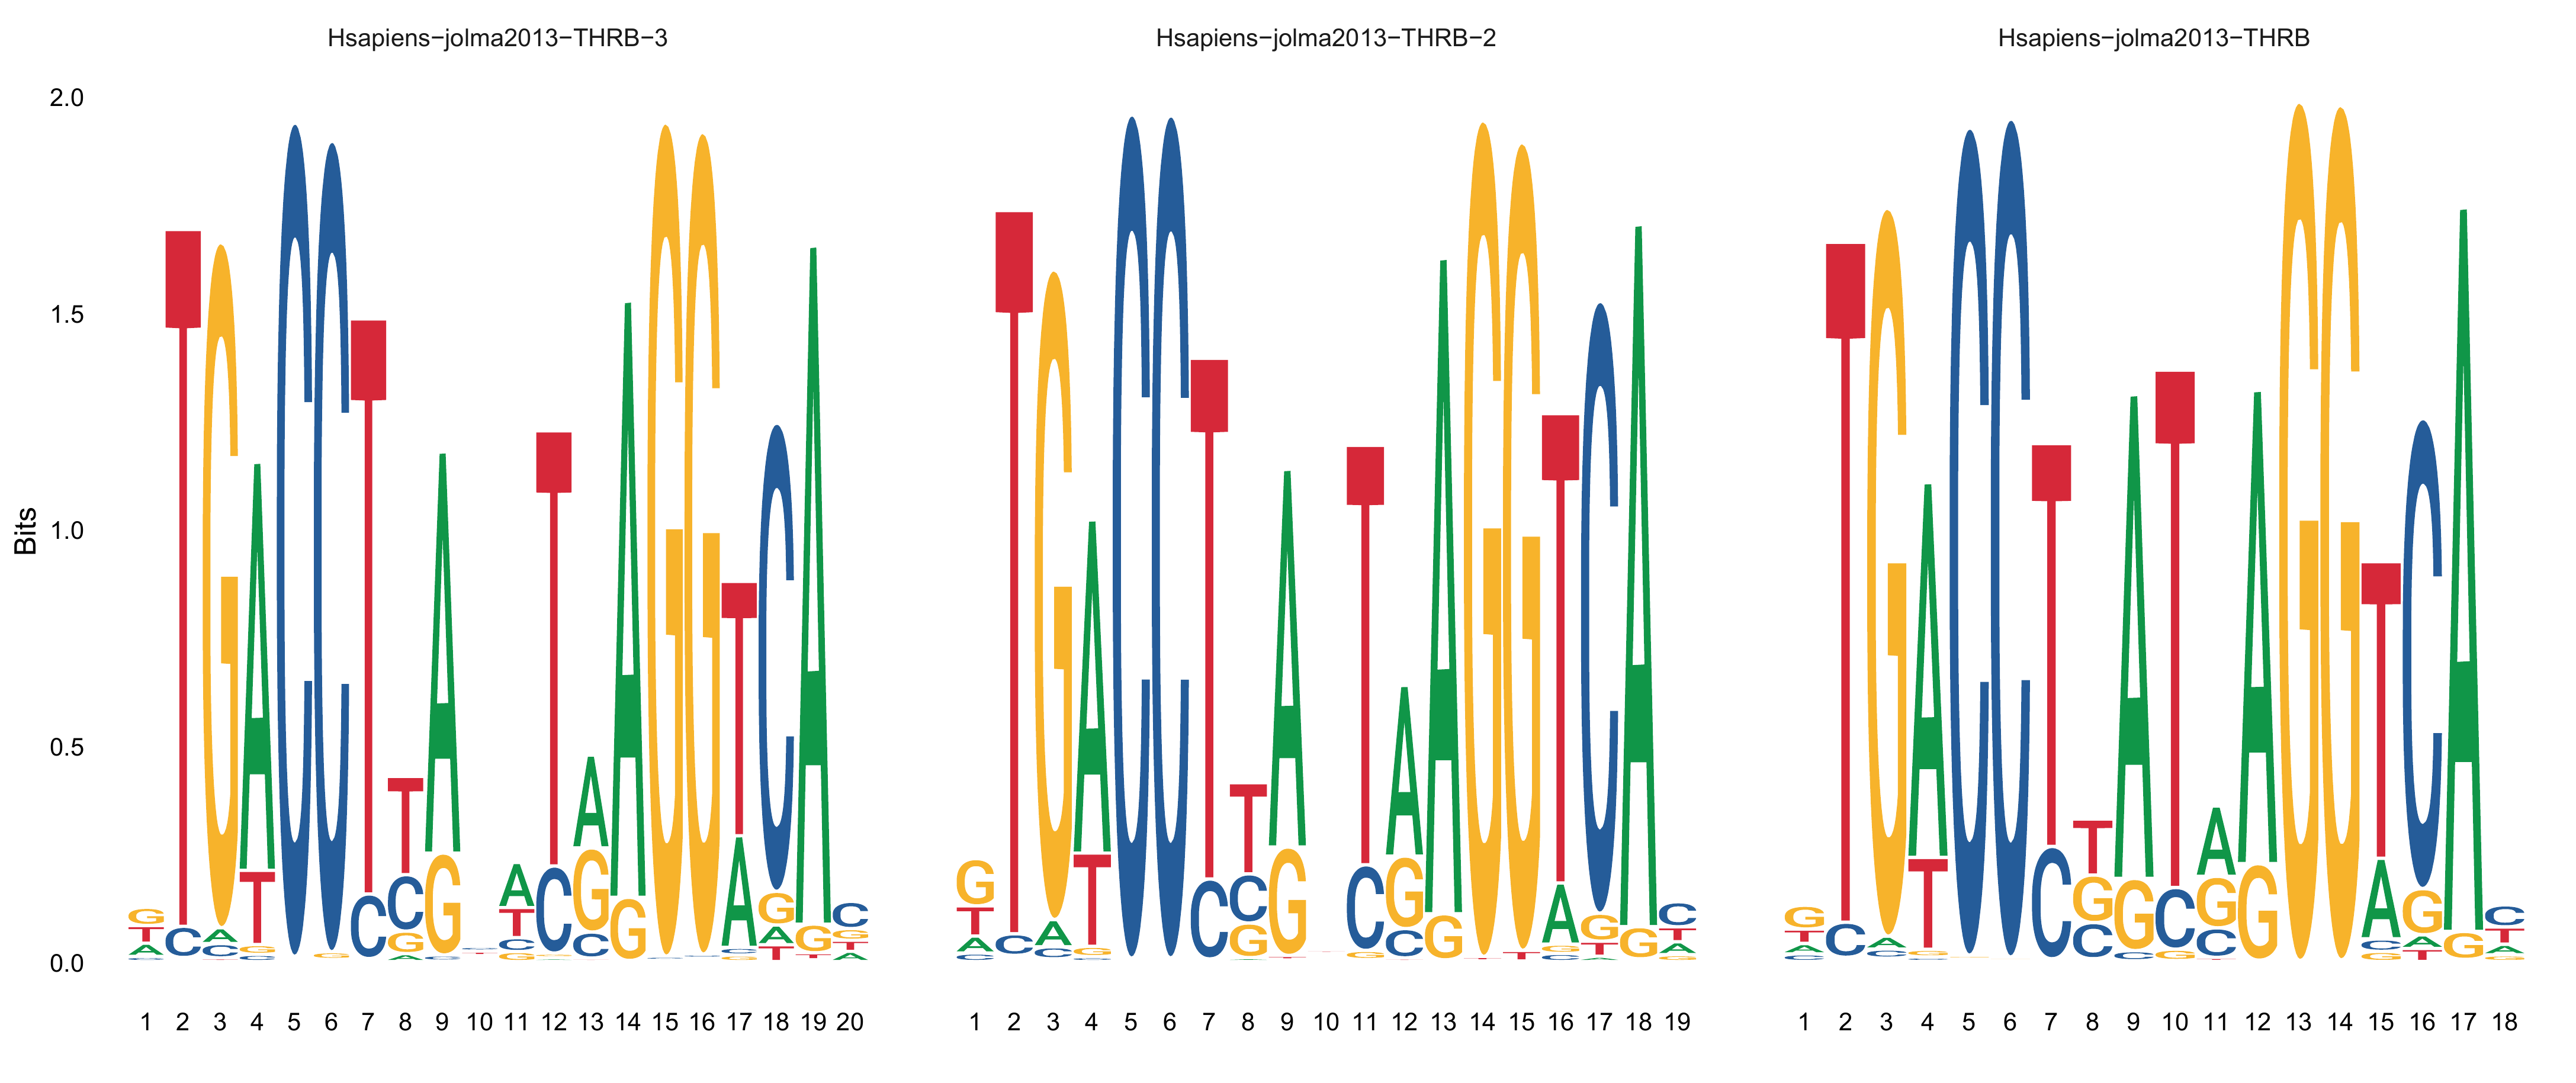 Hsapiens−jolma2013−THRB−3
Hsapiens−jolma2013−THRB−2
Hsapiens−jolma2013−THRB
Bits
2.0
1.5
1.0
0.5
0.0
1 2 3 4 5 6 7 8 9 10 11 12 13 14 15 16 17 18 19 20
1 2 3 4 5 6 7 8 9 10 11 12 13 14 15 16 17 18 19
1 2 3 4 5 6 7 8 9 10 11 12 13 14 15 16 17 18